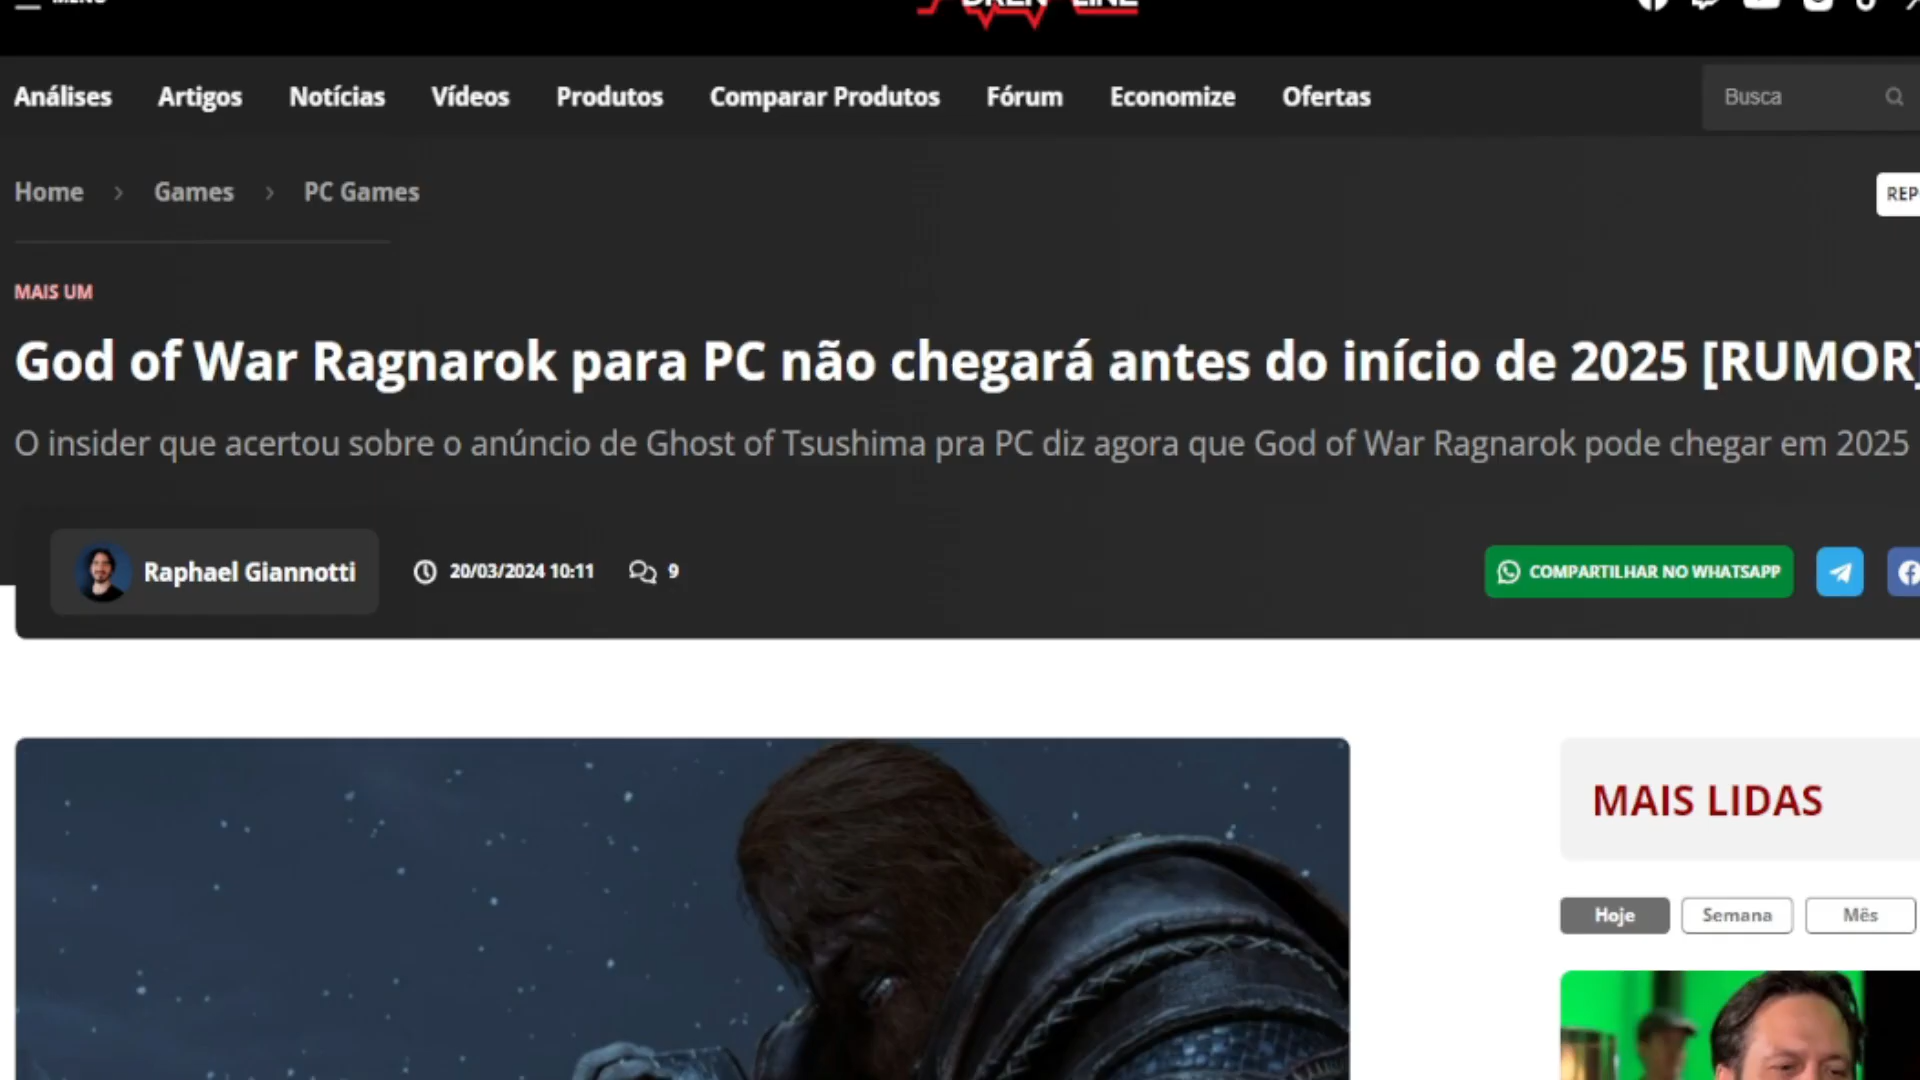 Análises Artigos Notícias Vídeos Produtos Comparar Produtos Fórum Economize Ofertas Busca
Home > Games > PC Games
MAIS UM
God of War Ragnarok para PC não chegará antes do início de 2025 [RUMOR]
O insider que acertou sobre o anúncio de Ghost of Tsushima pra PC diz agora que God of War Ragnarok pode chegar em 2025
Raphael Giannotti 20/03/2024 10:11 9 COMPARTILHAR NO WHATSAPP
MAIS LIDAS
Hoje Semana Mês